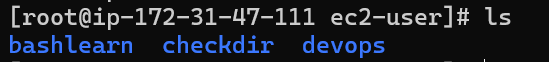 [root@ip-172-31-47-111 ec2-user]# ls
bashlearn  checkdir  devops